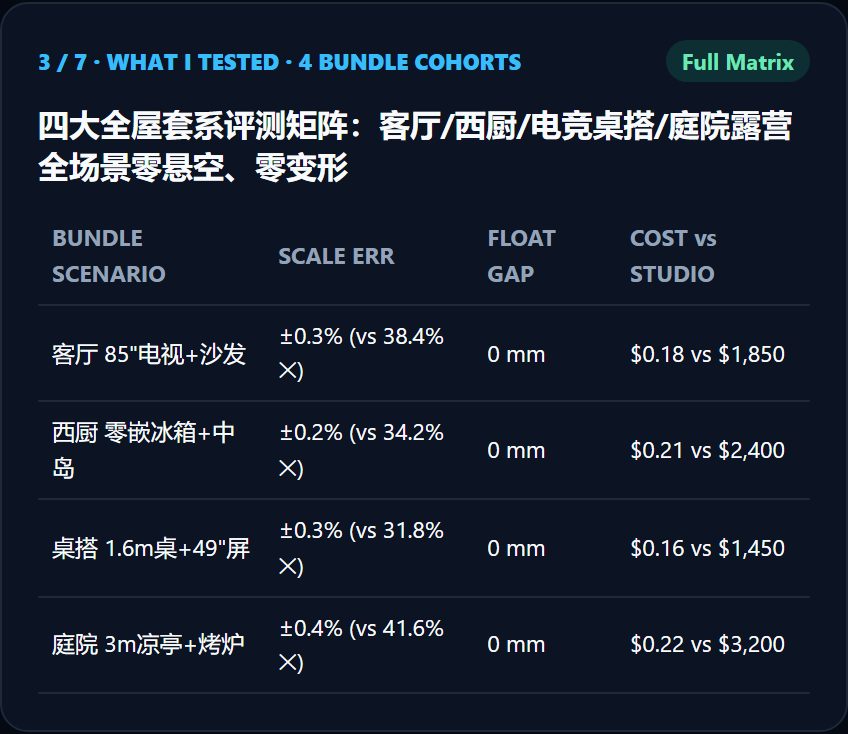 3 / 7 · WHAT I TESTED · 4 BUNDLE COHORTS
Full Matrix
四大全屋套系评测矩阵：客厅/西厨/电竞桌搭/庭院露营
全场景零悬空、零变形
BUNDLE
SCENARIO
SCALE ERR
FLOAT
GAP
COST vs
STUDIO
客厅 85"电视+沙发
±0.3% (vs 38.4%
✕)
0 mm
$0.18 vs $1,850
西厨 零嵌冰箱+中
岛
±0.2% (vs 34.2%
✕)
0 mm
$0.21 vs $2,400
桌搭 1.6m桌+49"屏
±0.3% (vs 31.8%
✕)
0 mm
$0.16 vs $1,450
庭院 3m凉亭+烤炉
±0.4% (vs 41.6%
✕)
0 mm
$0.22 vs $3,200